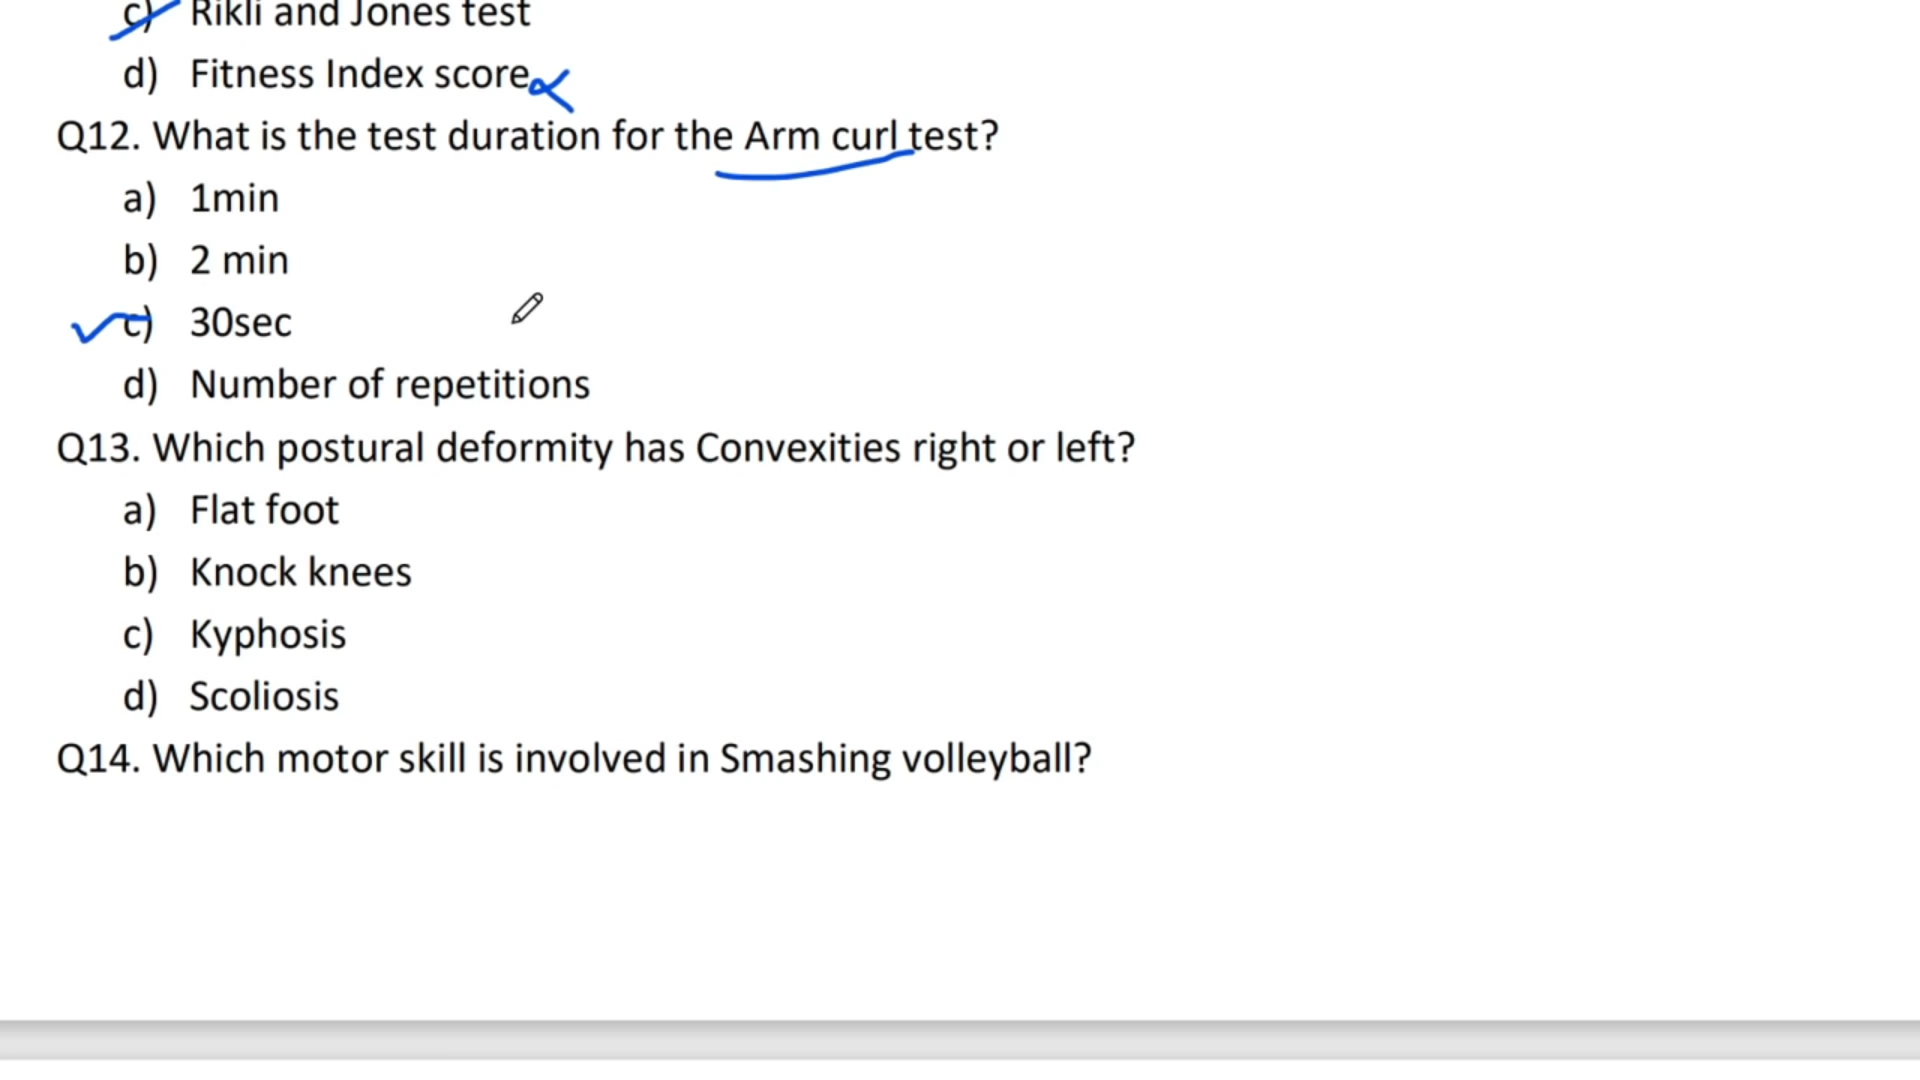 c) Rikli and Jones test
d) Fitness Index score
Q12. What is the test duration for the Arm curl test?
a) 1min
b) 2 min
c) 30sec
d) Number of repetitions
Q13. Which postural deformity has Convexities right or left?
a) Flat foot
b) Knock knees
c) Kyphosis
d) Scoliosis
Q14. Which motor skill is involved in Smashing volleyball?